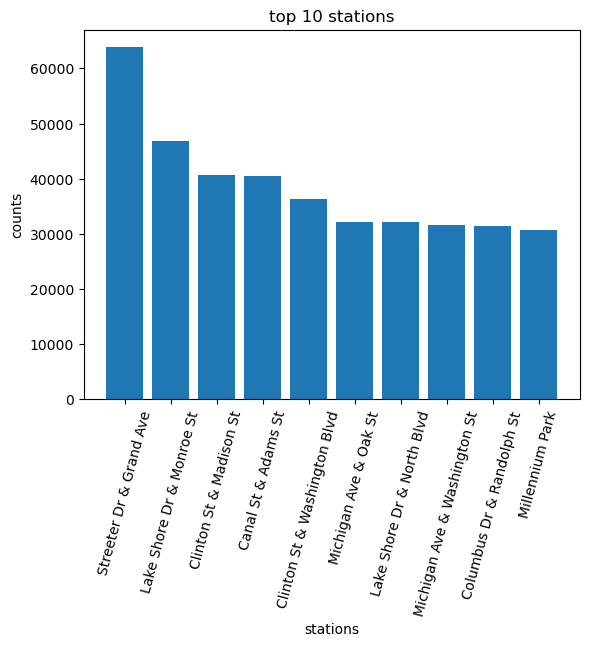 top 10 stations
counts
60000
50000
40000
30000
20000
10000
0
Streeter Dr & Grand Ave
Lake Shore Dr & Monroe St
Clinton St & Madison St
Canal St & Adams St
Clinton St & Washington Blvd
Michigan Ave & Oak St
Lake Shore Dr & North Blvd
Michigan Ave & Washington St
Columbus Dr & Randolph St
Millennium Park
stations